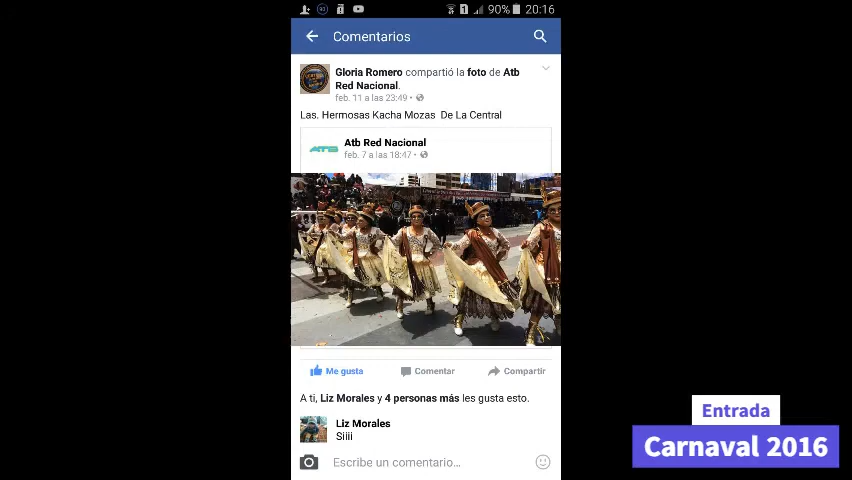 90% 20:16
Comentarios
Gloria Romero compartió la foto de Atb
Red Nacional.
feb. 11 a las 23:49 •
Las. Hermosas Kacha Mozas De La Central
Atb Red Nacional
feb. 7 a las 18:47 •
Me gusta Comentar Compartir
A ti, Liz Morales y 4 personas más les gusta esto.
Liz Morales
Siiii
Escribe un comentario...
Entrada
Carnaval 2016